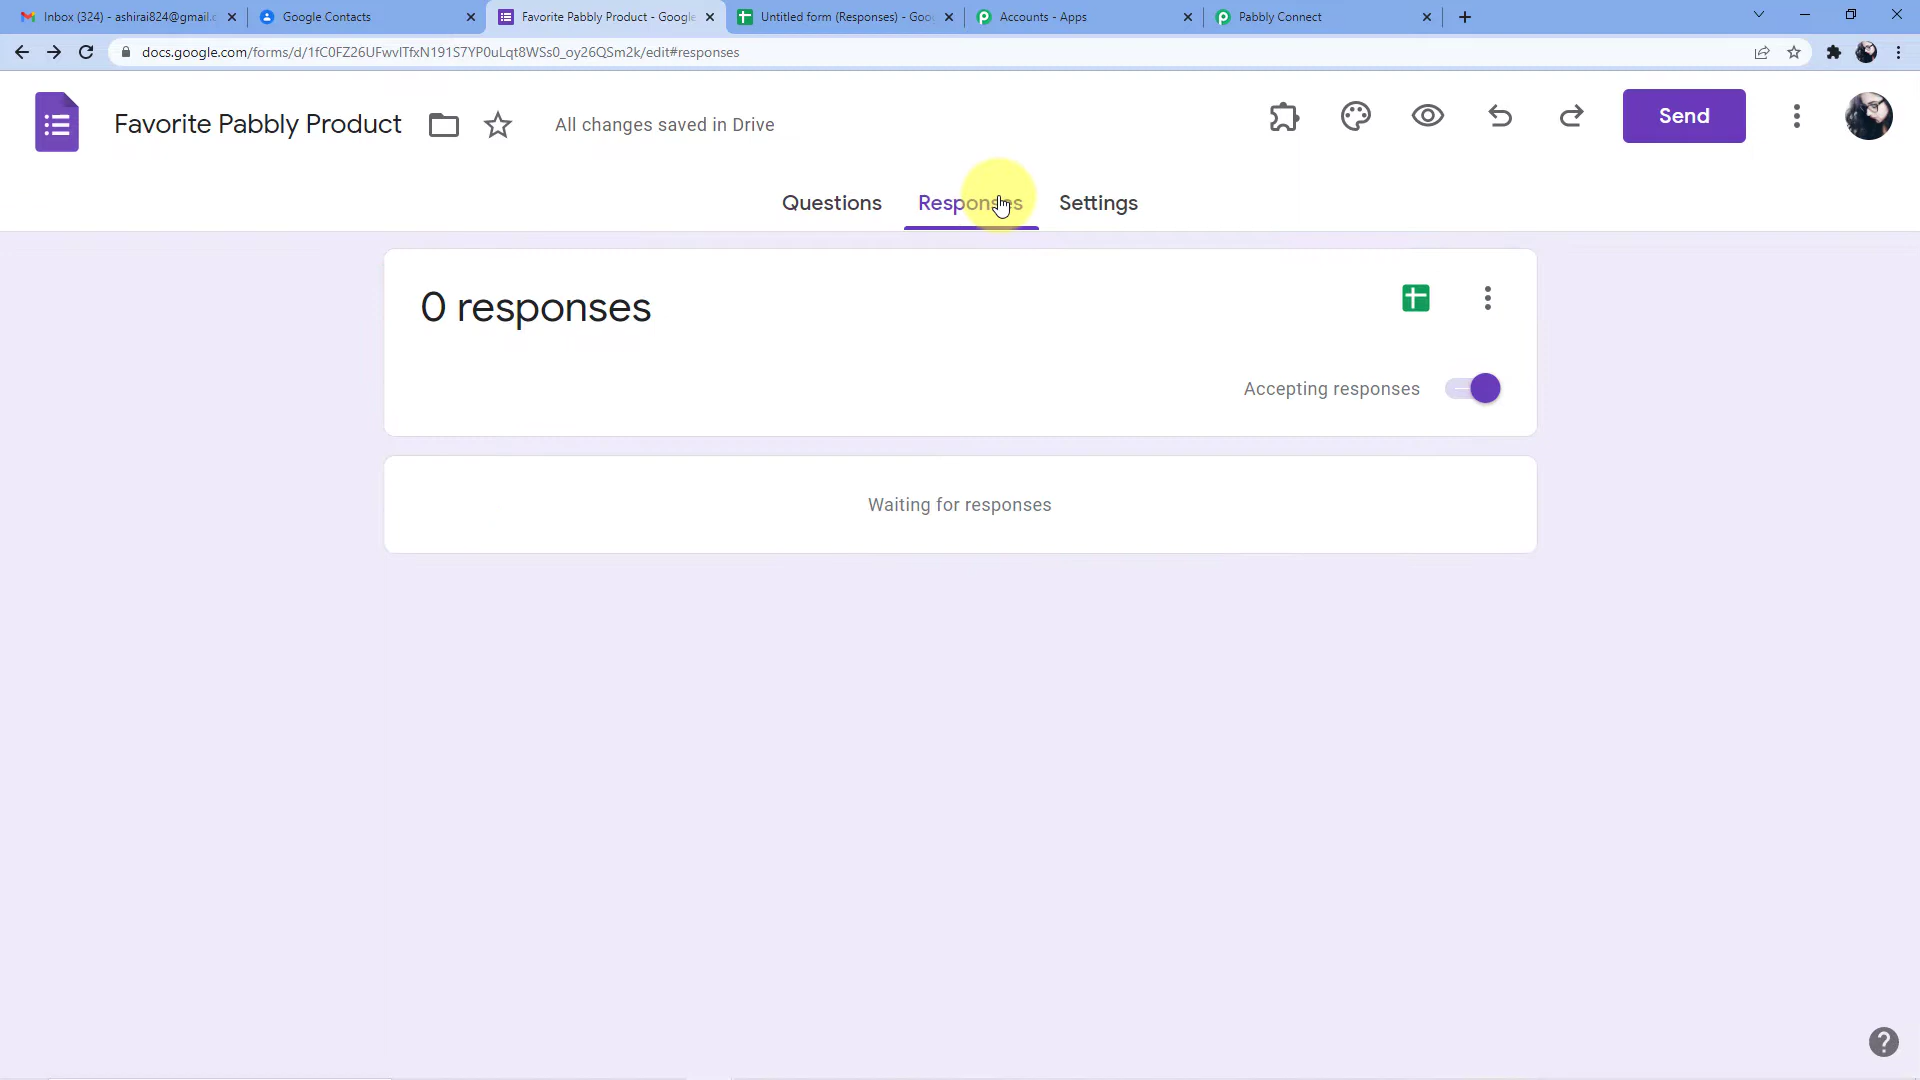 Inbox (324) - ashirai824@gmail.c
Google Contacts
Favorite Pabbly Product - Google
Untitled form (Responses) - Goo
Accounts - Apps
Pabbly Connect
docs.google.com/forms/d/1fC0FZ26UFwvlTfxN191S7YP0uLqt8WSs0_oy26QSm2k/edit#responses
Favorite Pabbly Product
All changes saved in Drive
Send
Questions
Responses
Settings
0 responses
Accepting responses
Waiting for responses